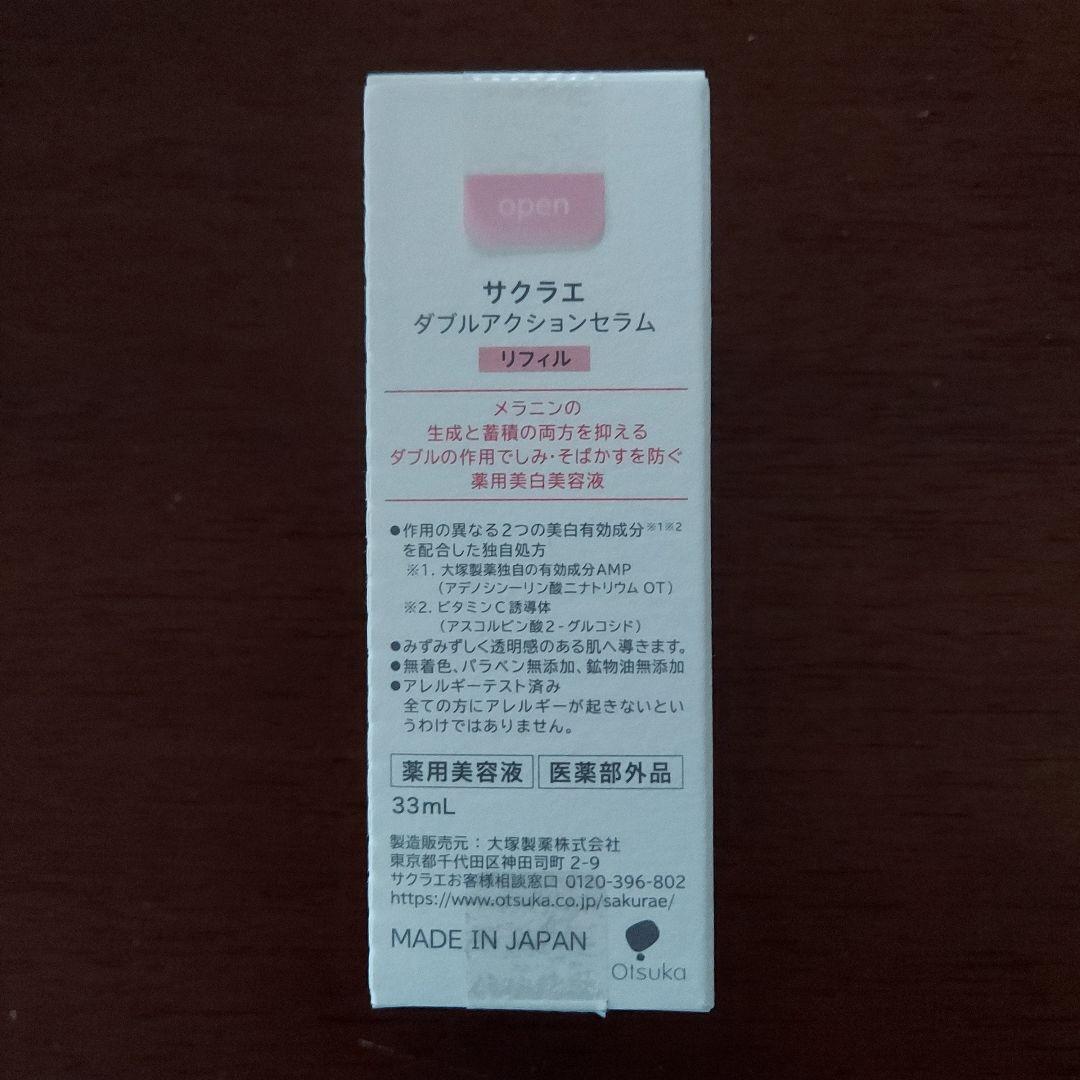 open
サクラエ
ダブルアクションセラム
リフィル
メラニンの
生成と蓄積の両方を抑える
ダブルの作用でしみ・そばかすを防ぐ
薬用美白美容液
●作用の異なる2つの美白有効成分※1※2
を配合した独自処方
※1. 大塚製薬独自の有効成分AMP
(アデノシン一リン酸二ナトリウム OT)
※2. ビタミンC誘導体
(アスコルビン酸2-グルコシド)
●みずみずしく透明感のある肌へ導きます。
●無着色、パラベン無添加、鉱物油無添加
●アレルギーテスト済み
全ての方にアレルギーが起きないとい
うわけではありません。
薬用美容液 医薬部外品
33mL
製造販売元：大塚製薬株式会社
東京都千代田区神田司町 2-9
サクラエお客様相談窓口 0120-396-802
https://www.otsuka.co.jp/sakurae/
MADE IN JAPAN
Otsuka